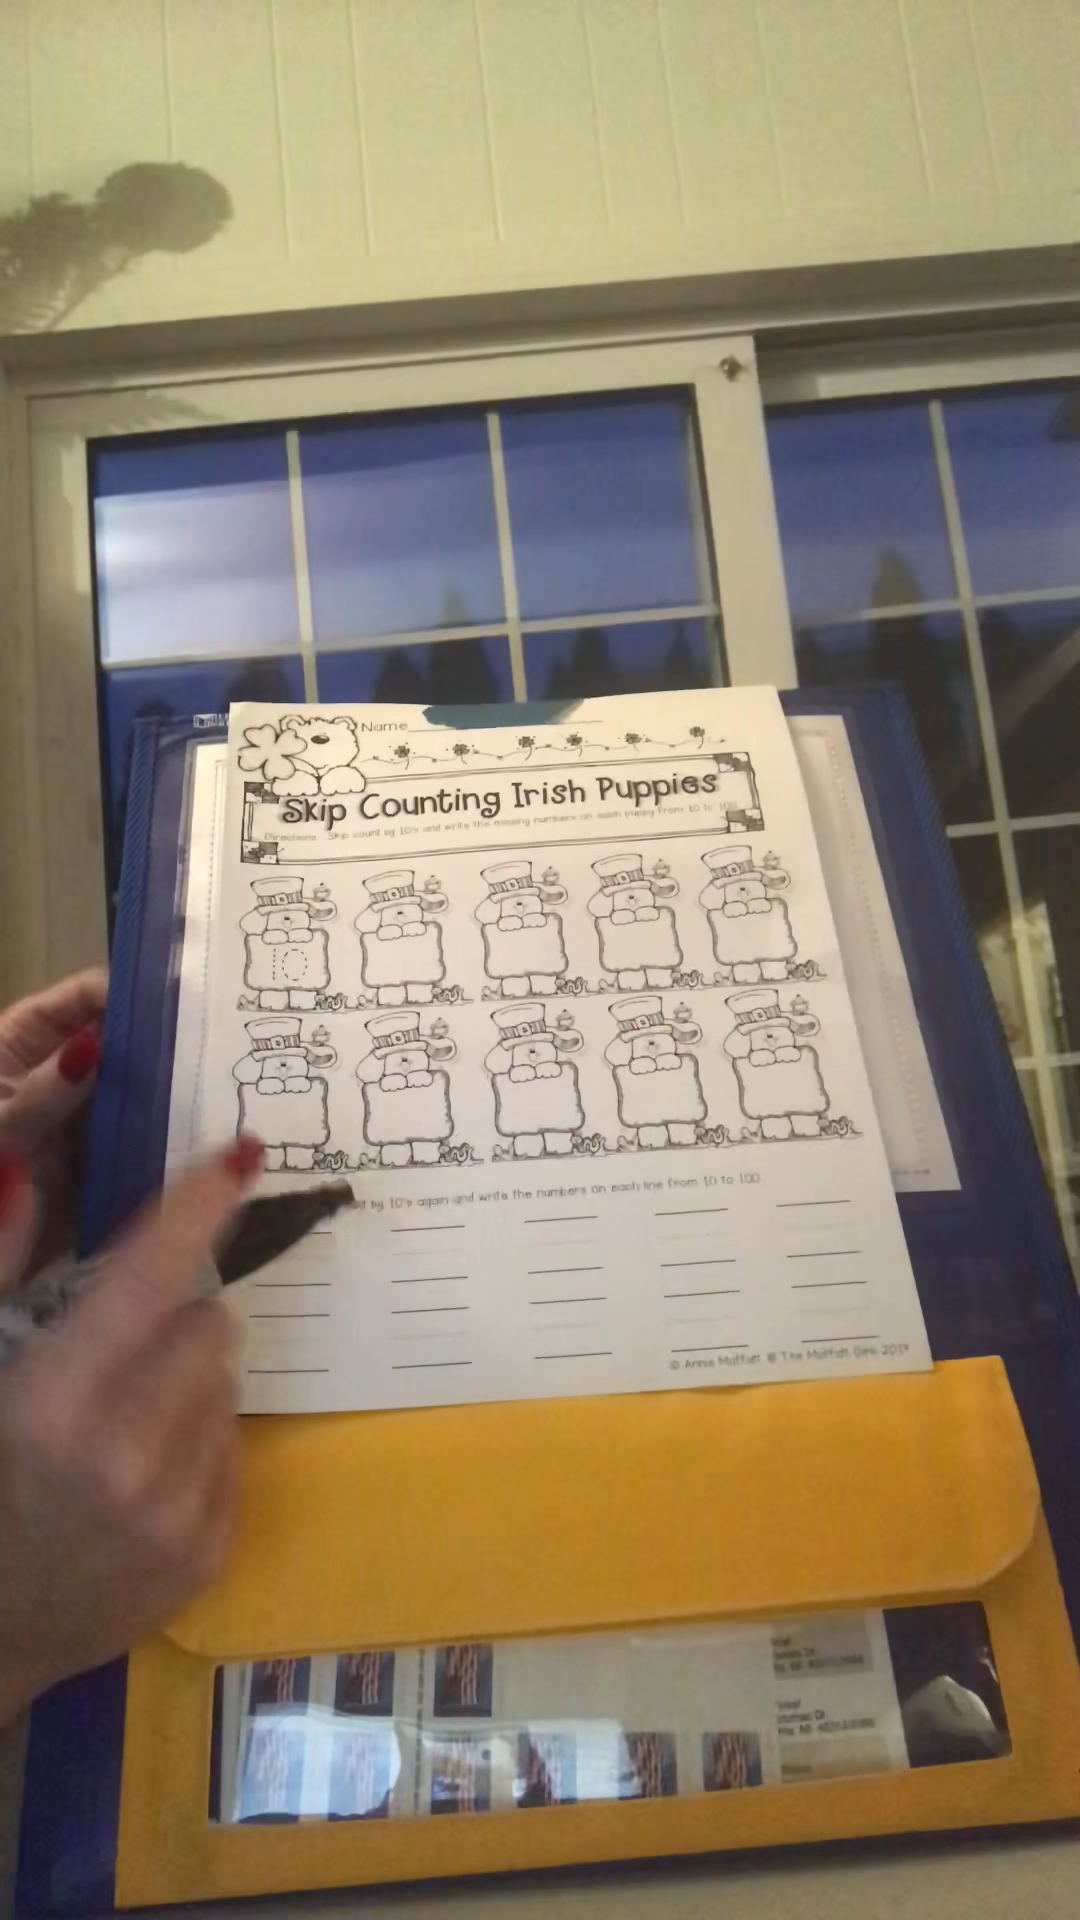 Name
Skip Counting Irish Puppies
Directions: Skip count by 10's and write the missing numbers on each puppy from 10 to 100.
10
by 10's again and write the numbers on each line from 10 to 100.
© Annie Moffatt @ The Moffatt Girls 2019